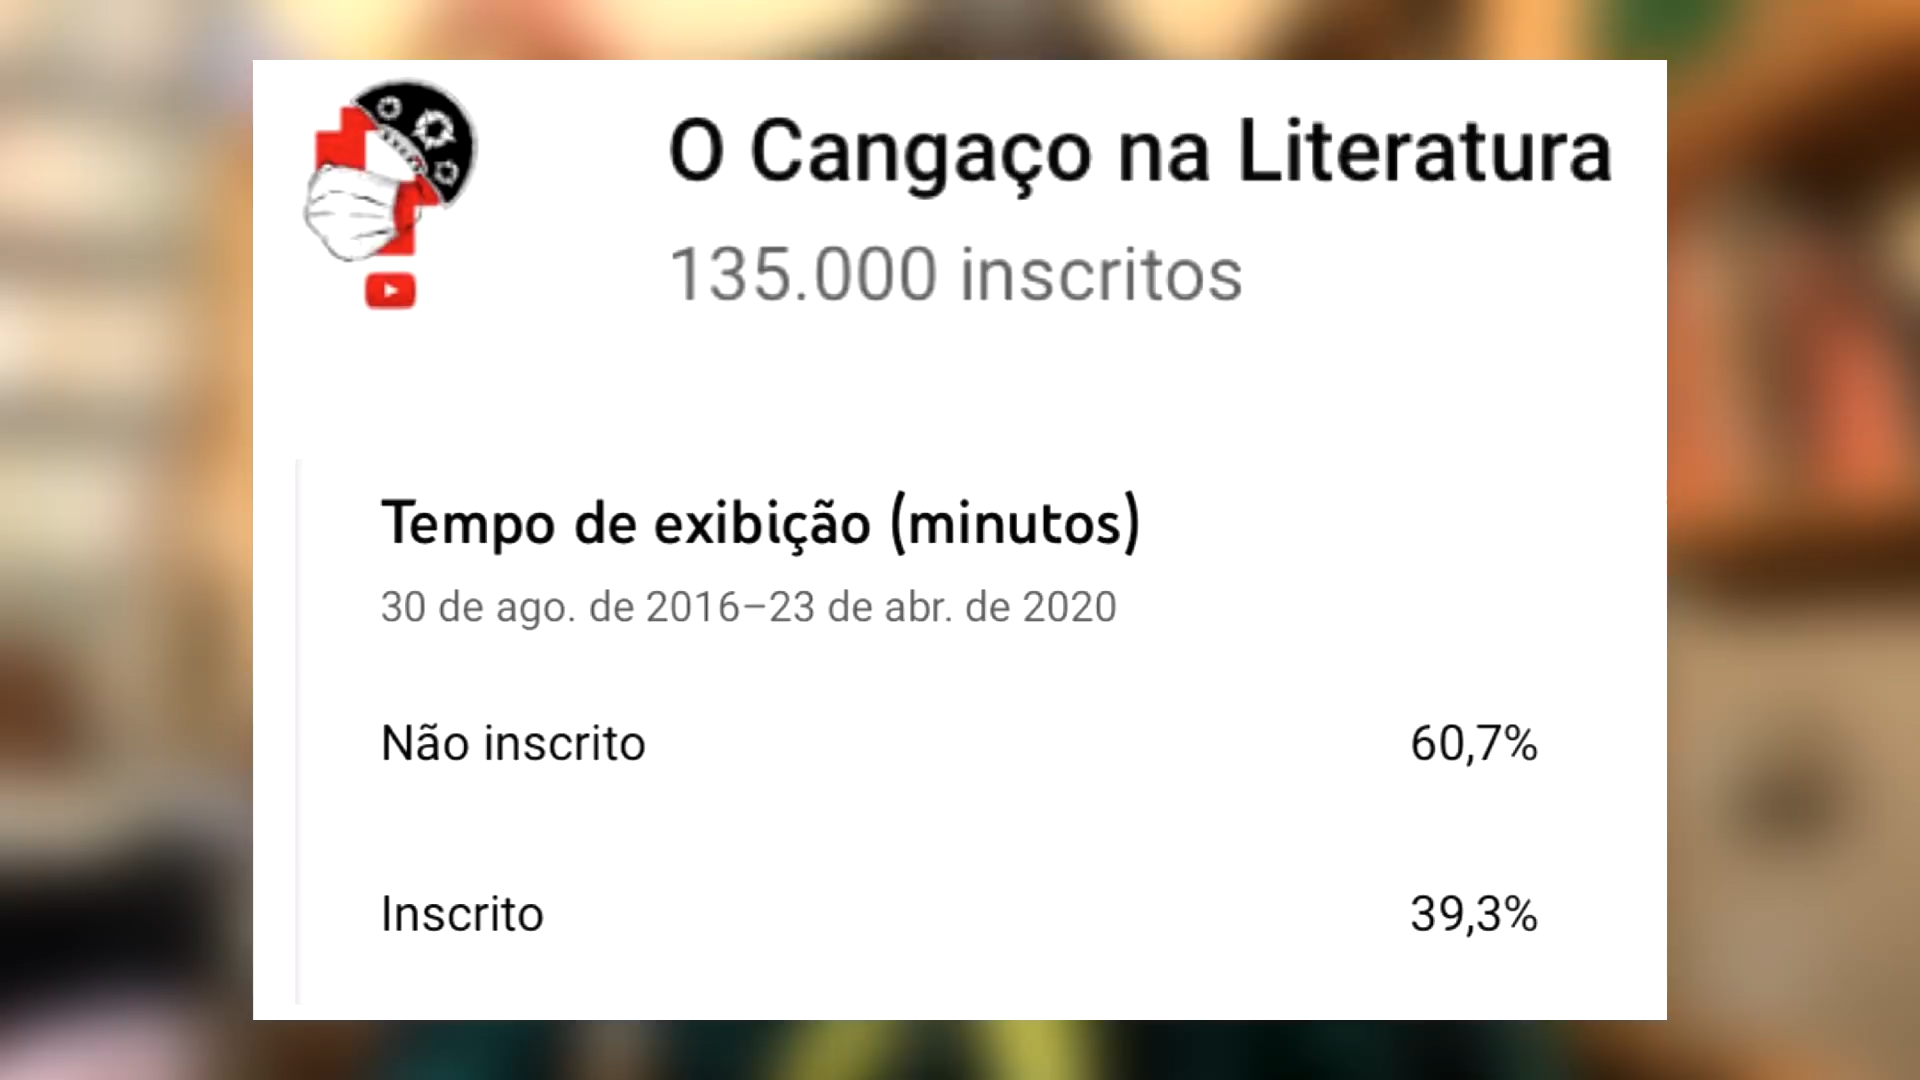 O Cangaço na Literatura
135.000 inscritos
Tempo de exibição (minutos)
30 de ago. de 2016–23 de abr. de 2020
Não inscrito 60,7%
Inscrito 39,3%